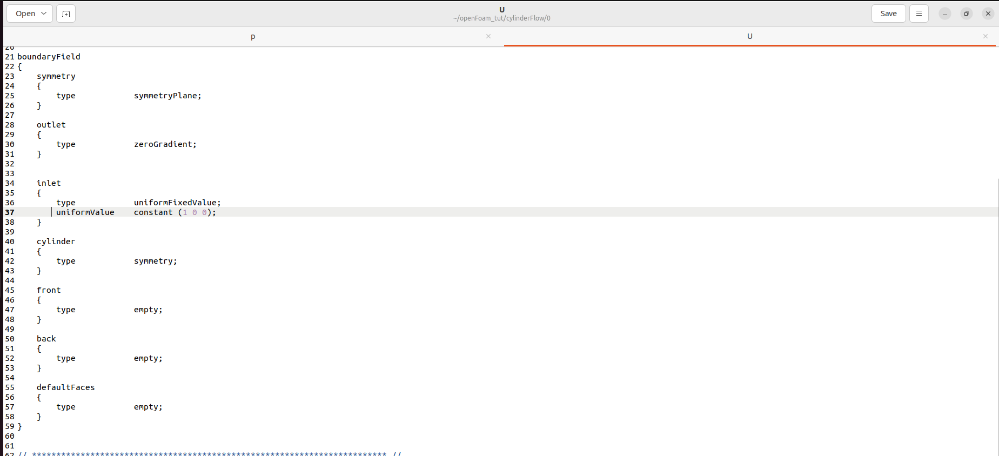 Open
U
~/openFoam_tut/cylinderFlow/0
Save
p
U
20
21 boundaryField
22 {
23     symmetry
24     {
25         type            symmetryPlane;
26     }
27
28     outlet
29     {
30         type            zeroGradient;
31     }
32
33
34     inlet
35     {
36         type            uniformFixedValue;
37         uniformValue    constant (1 0 0);
38     }
39
40     cylinder
41     {
42         type            symmetry;
43     }
44
45     front
46     {
47         type            empty;
48     }
49
50     back
51     {
52         type            empty;
53     }
54
55     defaultFaces
56     {
57         type            empty;
58     }
59 }
60
61
62 // ************************************************************************* //